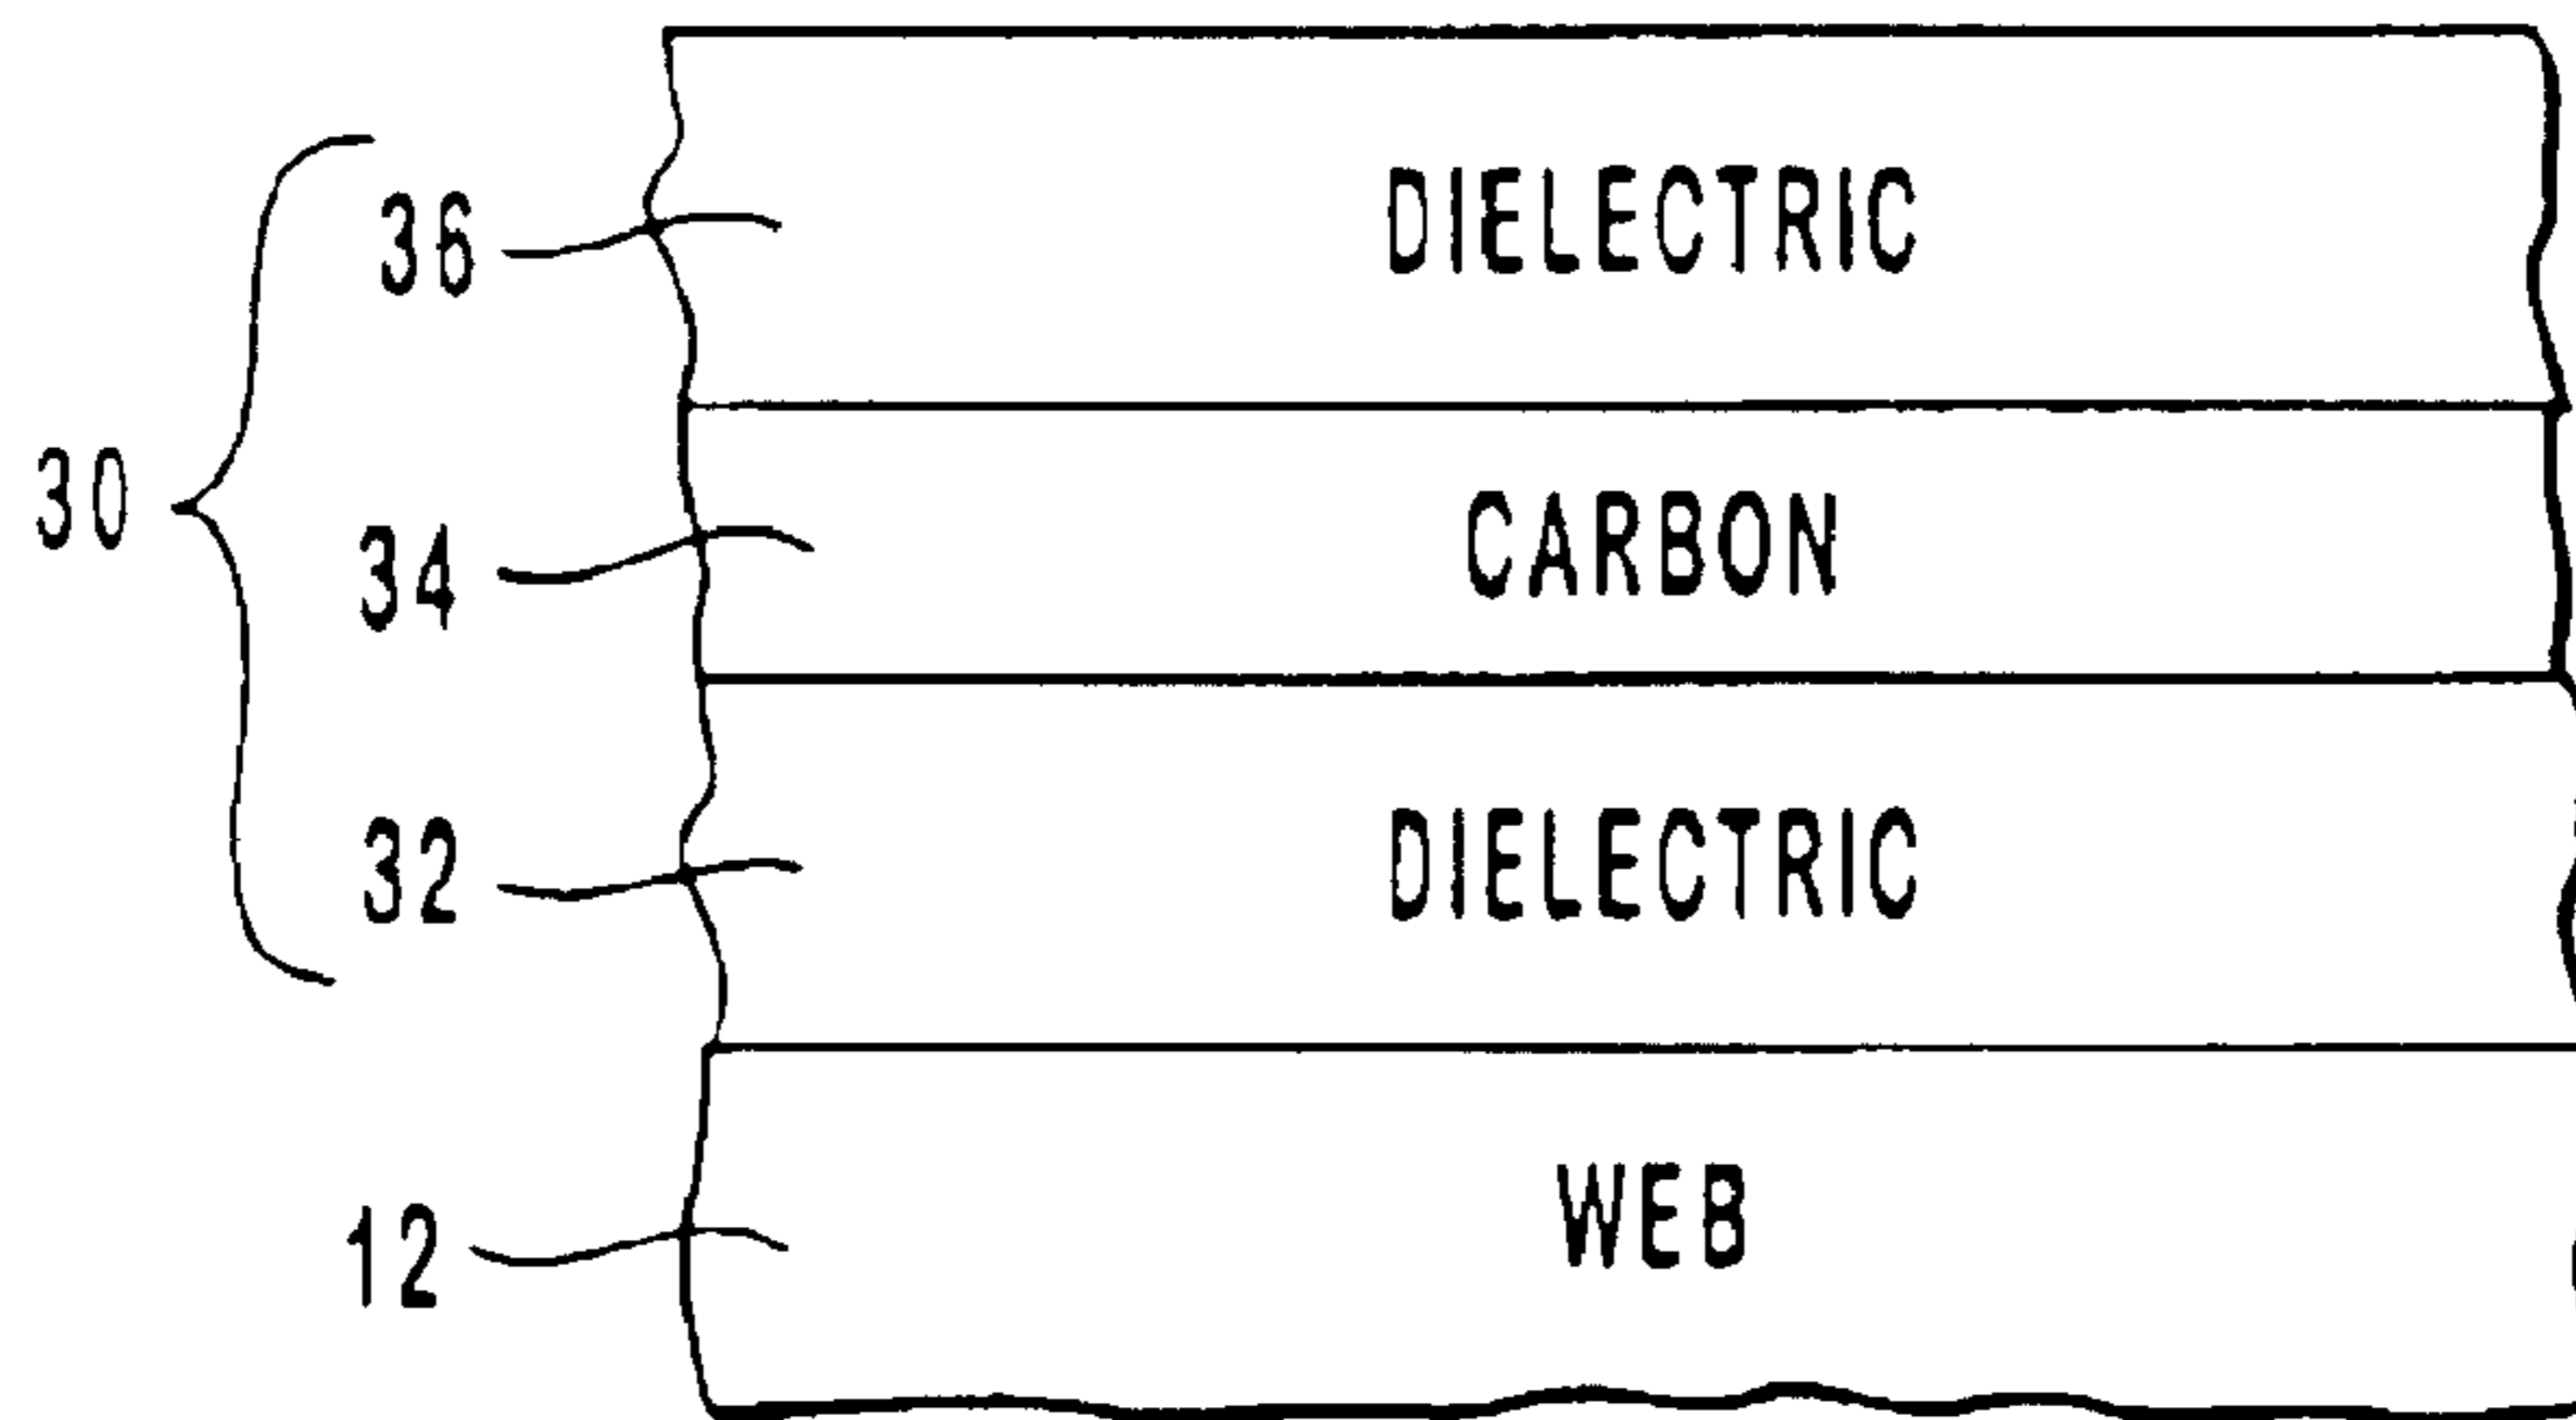 36 DIELECTRIC
30
34 CARBON
32 DIELECTRIC
12 WEB